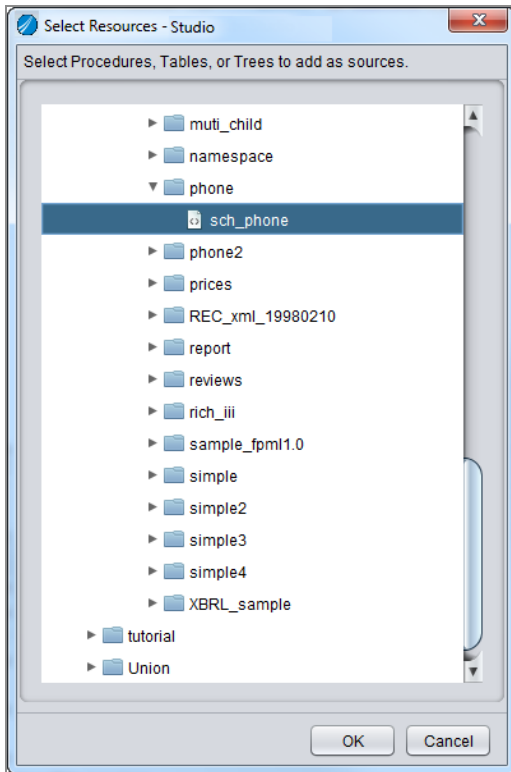 Select Resources - Studio
Select Procedures, Tables, or Trees to add as sources.
muti_child
namespace
phone
sch_phone
phone2
prices
REC_xml_19980210
report
reviews
rich_iii
sample_fpml1.0
simple
simple2
simple3
simple4
XBRL_sample
tutorial
Union
OK Cancel